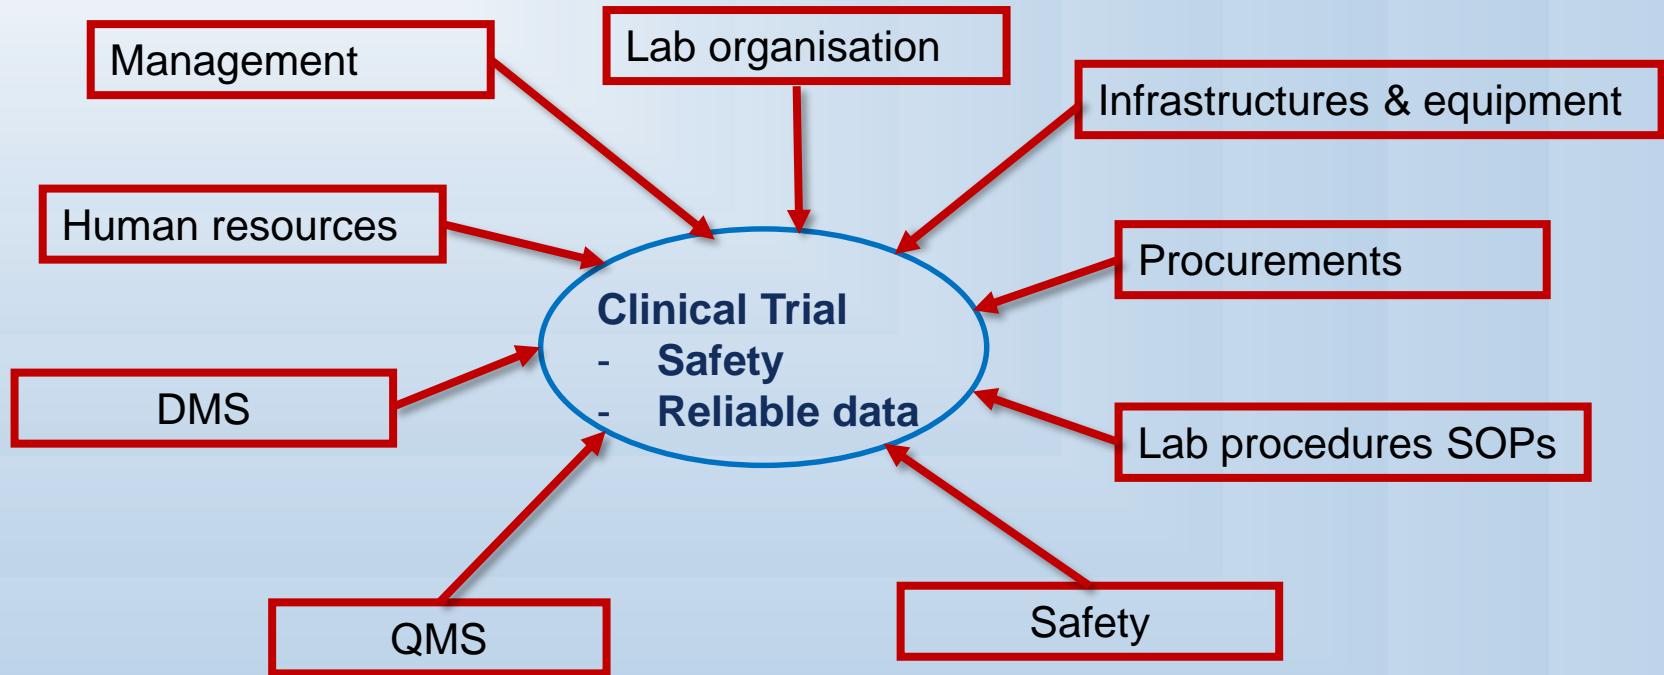 Management
Lab organisation
Infrastructures & equipment
Human resources
Procurements
Clinical Trial
- Safety
- Reliable data
DMS
Lab procedures SOPs
QMS
Safety